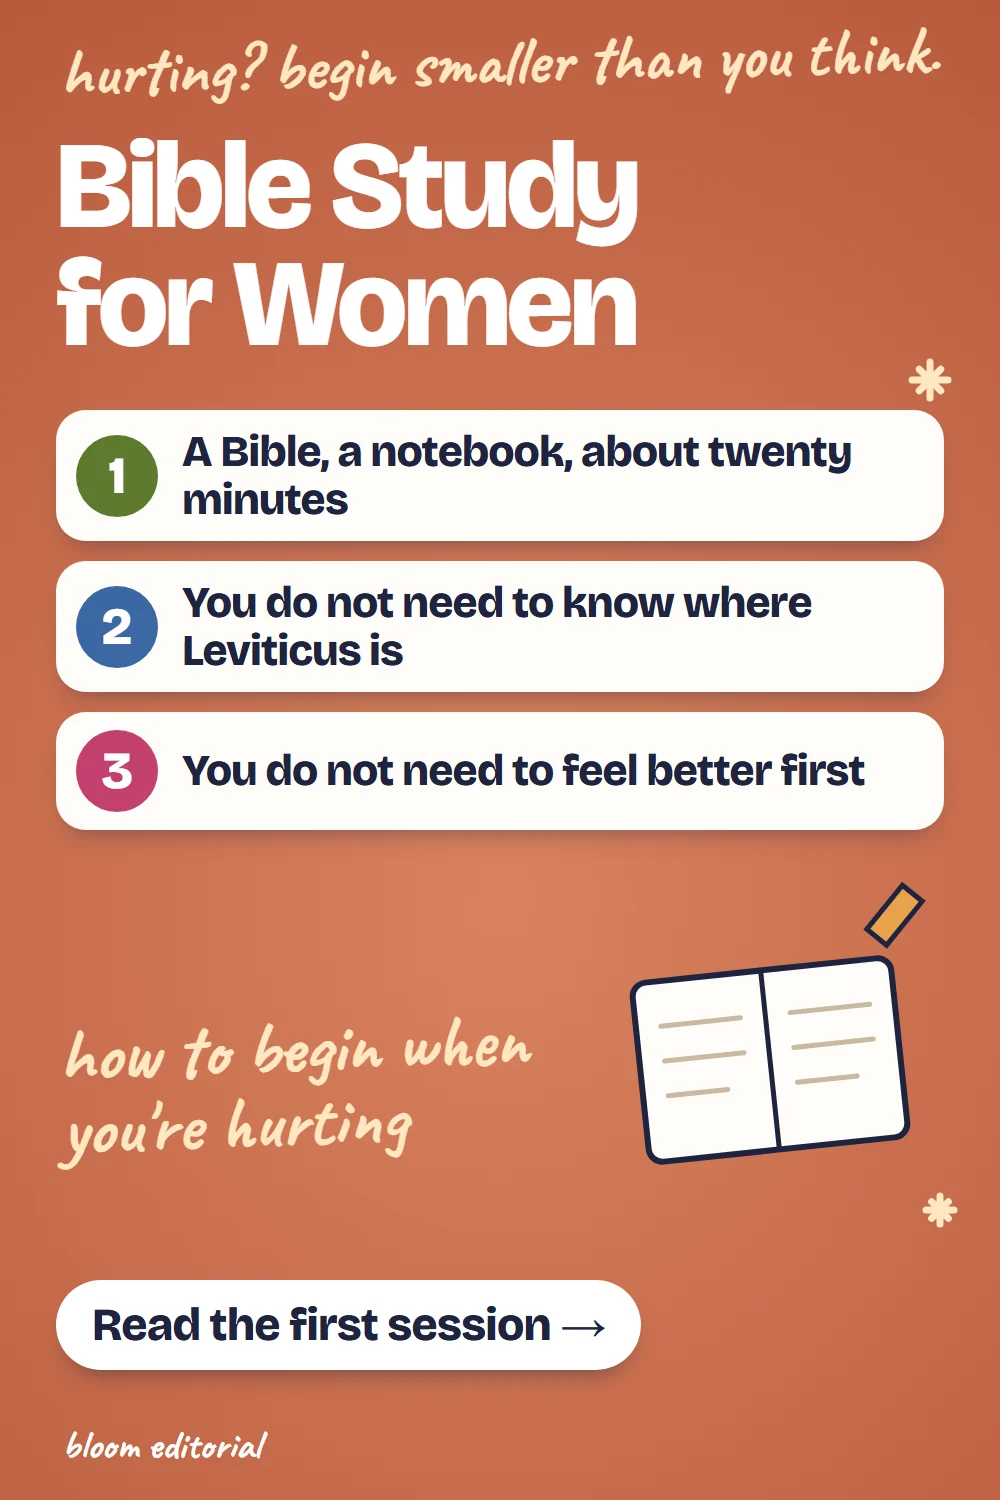 hurting? begin smaller than you think.
Bible Study
for Women
1
A Bible, a notebook, about twenty
minutes
2
You do not need to know where
Leviticus is
3
You do not need to feel better first
how to begin when
you're hurting
Read the first session →
bloom editorial